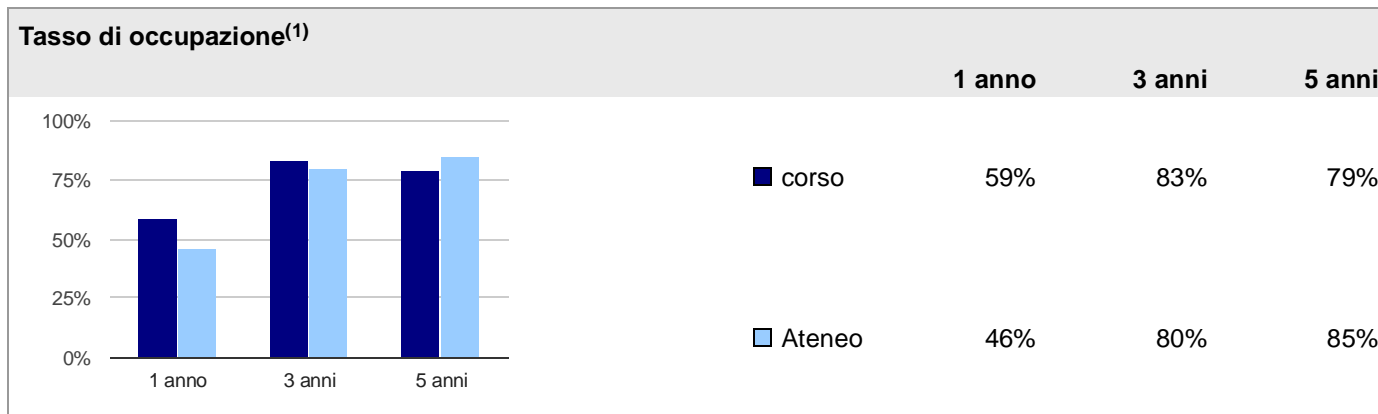 Tasso di occupazione(1)
1 anno 3 anni 5 anni
100%
75%
50%
25%
0%
1 anno 3 anni 5 anni
corso 59% 83% 79%
Ateneo 46% 80% 85%